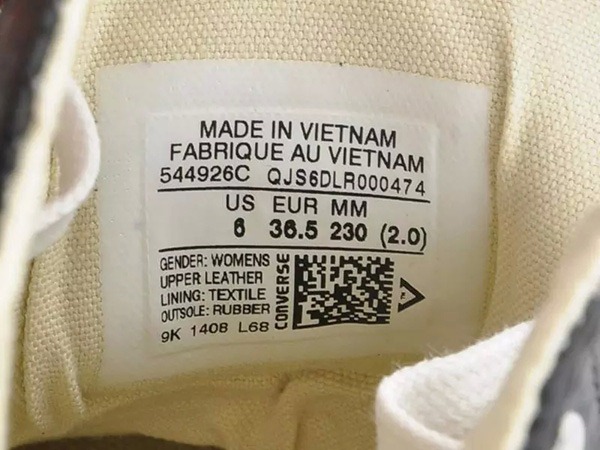 MADE IN VIETNAM
FABRIQUE AU VIETNAM
544926C QJS6DLR000474
US EUR MM
6 36.5 230 (2.0)
GENDER: WOMENS
UPPER LEATHER
LINING: TEXTILE
OUTSOLE: RUBBER
9K 1408 L68
CONVERSE